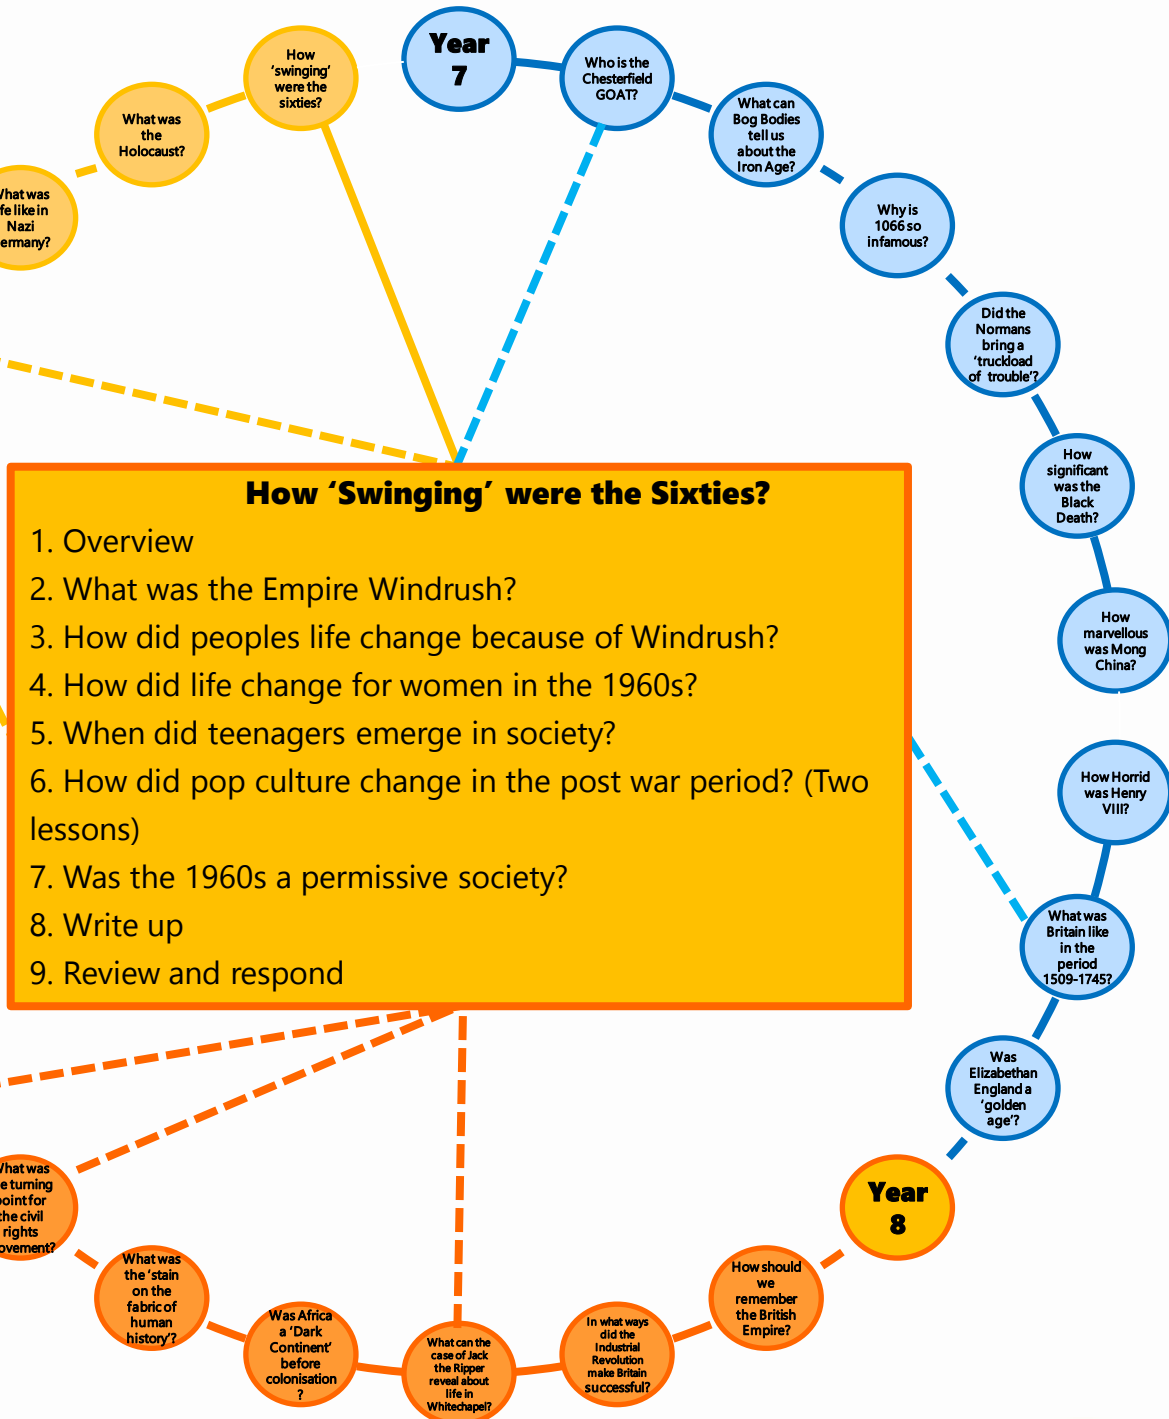 Year
7
Who is the
Chesterfield
GOAT?
What can
Bog Bodies
tell us
about the
Iron Age?
Why is
1066 so
infamous?
Did the
Normans
bring a
‘truckload
of trouble’?
How
significant
was the
Black
Death?
How
marvellous
was Mong
China?
How Horrid
was Henry
VIII?
What was
Britain like
in the
period
1509-1745?
Was
Elizabethan
England a
‘golden
age’?
Year
8
How should
we
remember
the British
Empire?
In what ways
did the
Industrial
Revolution
make Britain
successful?
What can the
case of Jack
the Ripper
reveal about
life in
Whitechapel?
Was Africa
a ‘Dark
Continent’
before
colonisation
?
What was
the ‘stain
on the
fabric of
human
history’?
was
turning
for
civil
rights
was
like in
Nazi
What was
the
Holocaust?
How
‘swinging’
were the
sixties?
How ‘Swinging’ were the Sixties?
1. Overview
2. What was the Empire Windrush?
3. How did peoples life change because of Windrush?
4. How did life change for women in the 1960s?
5. When did teenagers emerge in society?
6. How did pop culture change in the post war period? (Two
lessons)
7. Was the 1960s a permissive society?
8. Write up
9. Review and respond